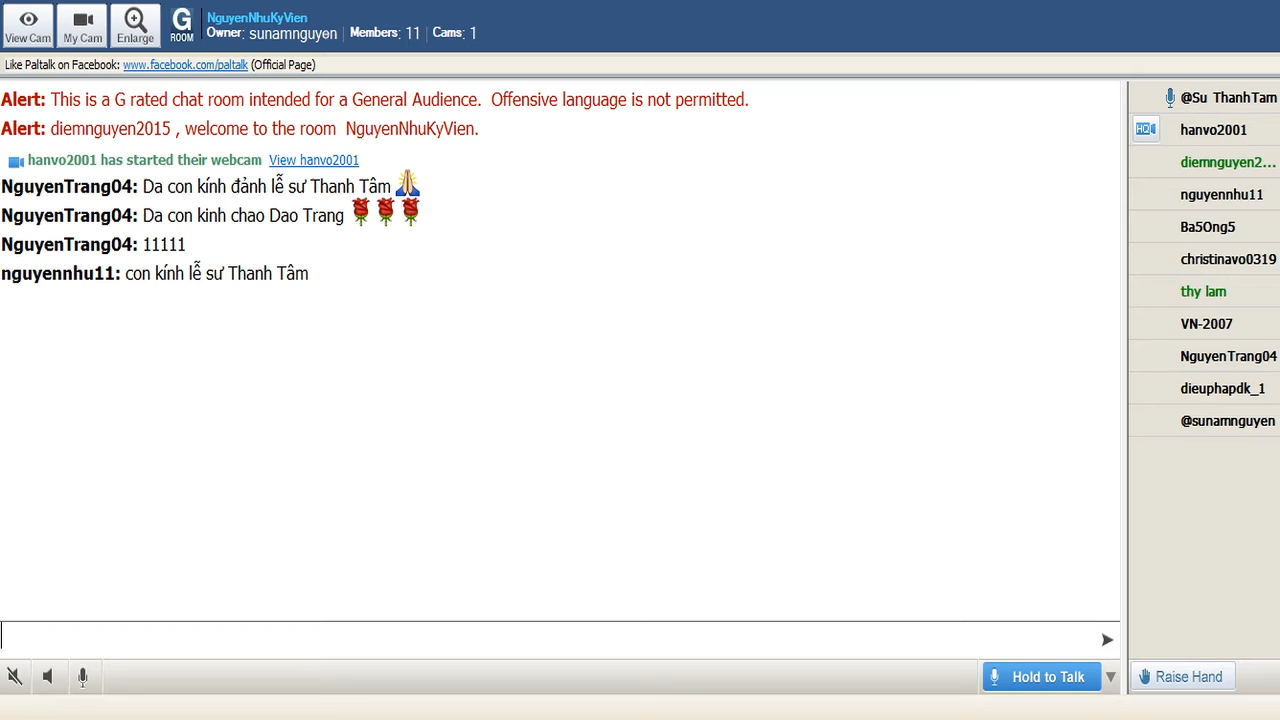 View Cam
My Cam
Enlarge
G
ROOM
NguyenNhuKyVien
Owner: sunamnguyen Members: 11 Cams: 1
Like Paltalk on Facebook: www.facebook.com/paltalk (Official Page)
Alert: This is a G rated chat room intended for a General Audience. Offensive language is not permitted.
Alert: diemnguyen2015 , welcome to the room NguyenNhuKyVien.
hanvo2001 has started their webcam View hanvo2001
NguyenTrang04: Da con kính đảnh lễ sư Thanh Tâm
NguyenTrang04: Da con kinh chao Dao Trang
NguyenTrang04: 11111
nguyennhu11: con kính lễ sư Thanh Tâm
@Su ThanhTam
HQ
hanvo2001
diemnguyen2...
nguyennhu11
Ba5Ong5
christinavo0319
thy lam
VN-2007
NguyenTrang04
dieuphapdk_1
@sunamnguyen
Hold to Talk
Raise Hand